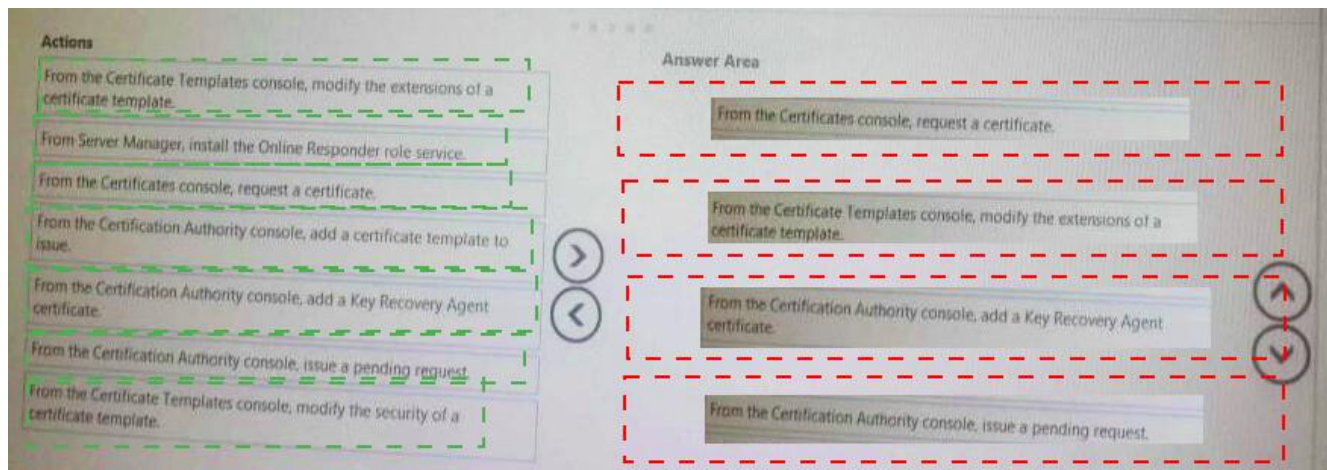 Actions
From the Certificate Templates console, modify the extensions of a
certificate template.
From Server Manager, install the Online Responder role service.
From the Certificates console, request a certificate.
From the Certification Authority console, add a certificate template to
issue.
From the Certification Authority console, add a Key Recovery Agent
certificate.
From the Certification Authority console, issue a pending request.
From the Certificate Templates console, modify the security of a
certificate template.
Answer Area
From the Certificates console, request a certificate.
From the Certificate Templates console, modify the extensions of a
certificate template.
From the Certification Authority console, add a Key Recovery Agent
certificate.
From the Certification Authority console, issue a pending request.